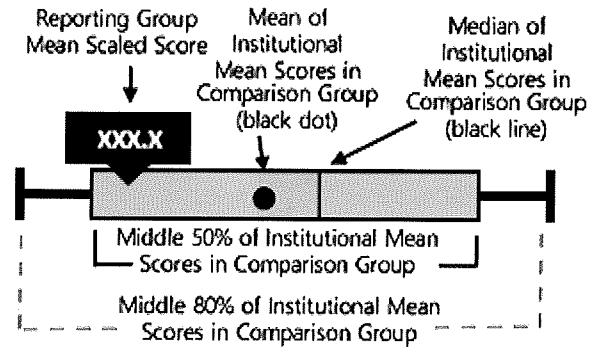 Reporting Group
Mean Scaled Score
Mean of
Institutional
Mean Scores in
Comparison Group
(black dot)
Median of
Institutional
Mean Scores in
Comparison Group
(black line)
XXX.X
Middle 50% of Institutional Mean
Scores in Comparison Group
Middle 80% of Institutional Mean
Scores in Comparison Group